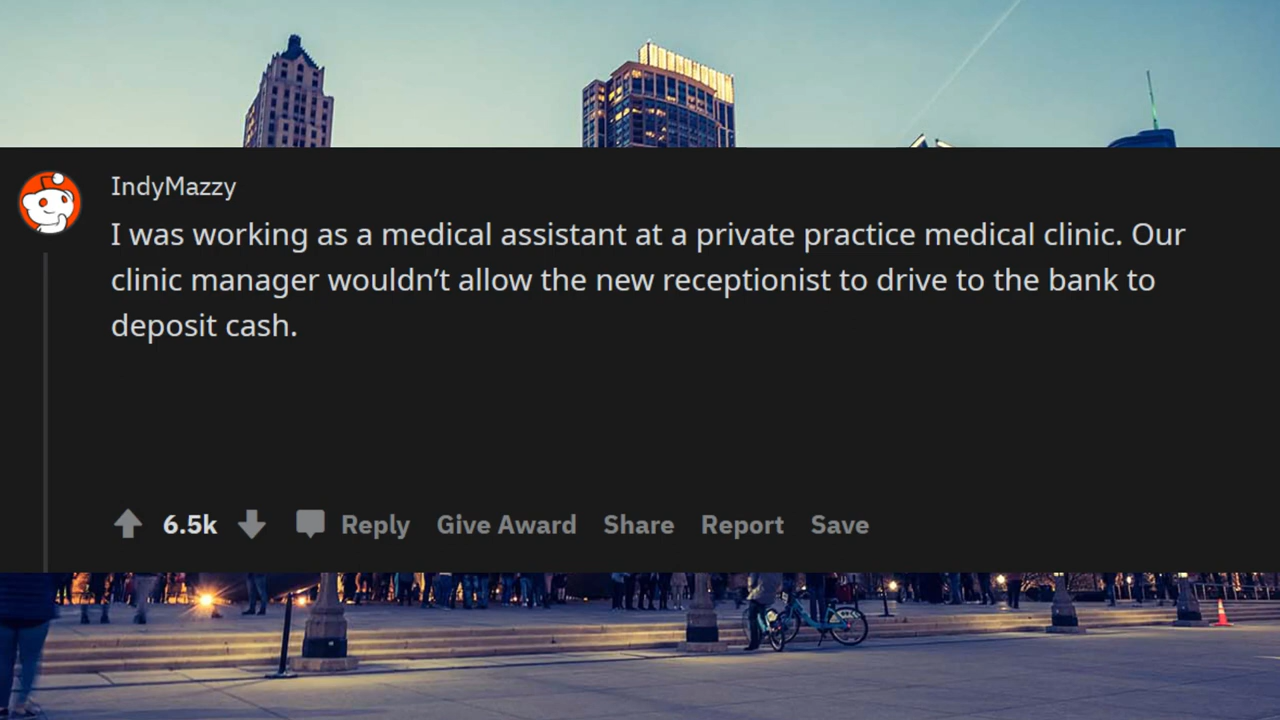 IndyMazzy
I was working as a medical assistant at a private practice medical clinic. Our
clinic manager wouldn’t allow the new receptionist to drive to the bank to
deposit cash.
6.5k Reply Give Award Share Report Save